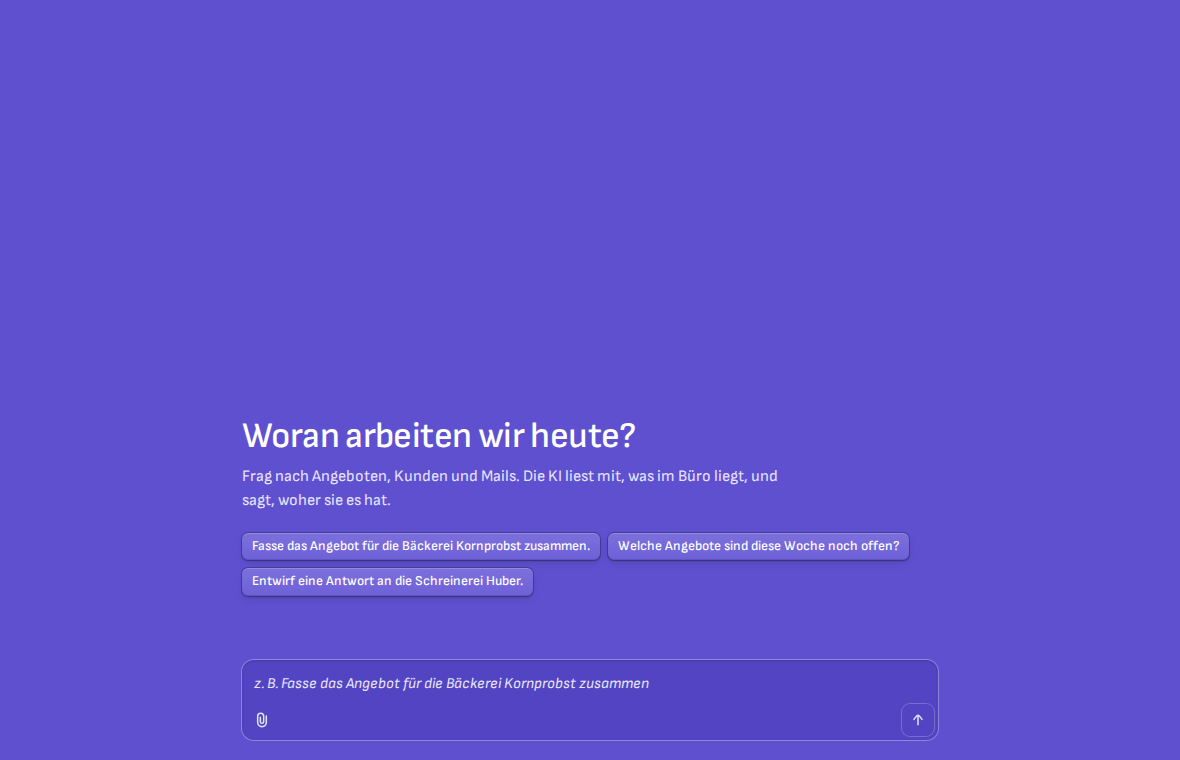 Woran arbeiten wir heute?
Frag nach Angeboten, Kunden und Mails. Die KI liest mit, was im Büro liegt, und
sagt, woher sie es hat.
Fasse das Angebot für die Bäckerei Kornprobst zusammen.
Welche Angebote sind diese Woche noch offen?
Entwirf eine Antwort an die Schreinerei Huber.
z. B. Fasse das Angebot für die Bäckerei Kornprobst zusammen